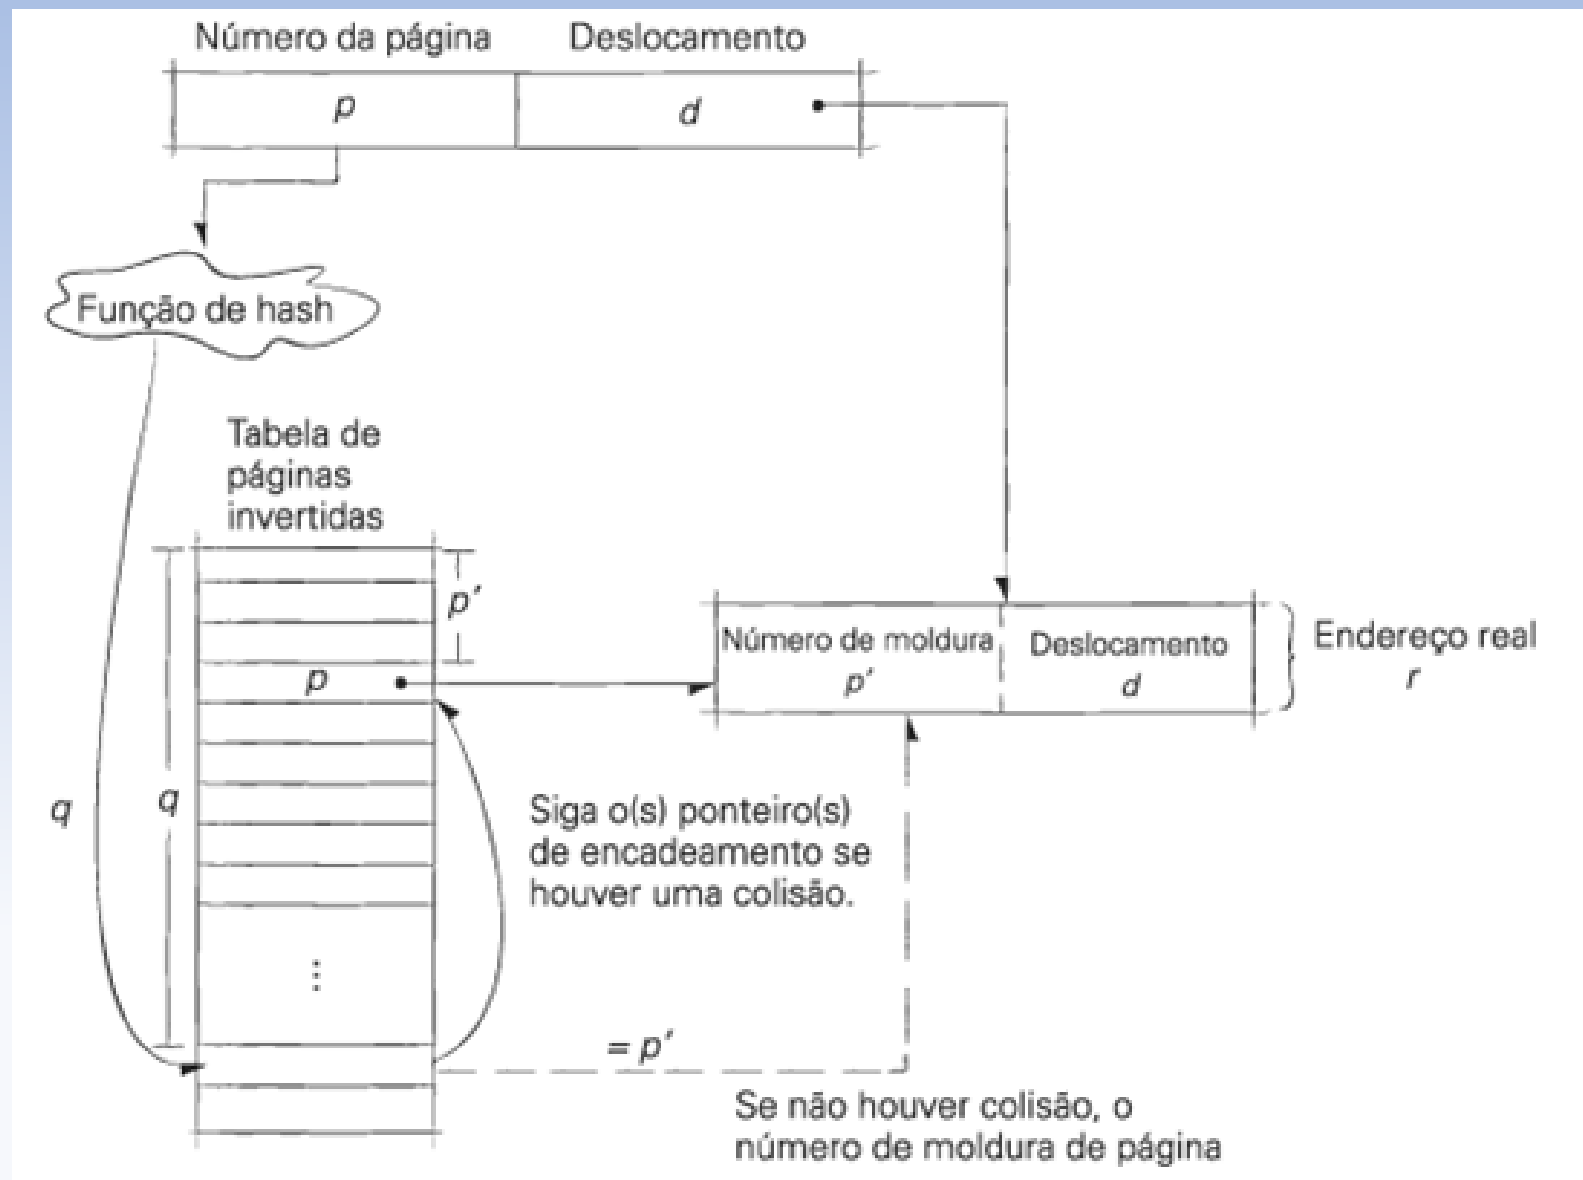 Número da página
Deslocamento
p
d
Função de hash
Tabela de
páginas
invertidas
p'
p
q
q
Número de moldura
p'
Deslocamento
d
Endereço real
r
Siga o(s) ponteiro(s)
de encadeamento se
houver uma colisão.
⋮
= p'
Se não houver colisão, o
número de moldura de página